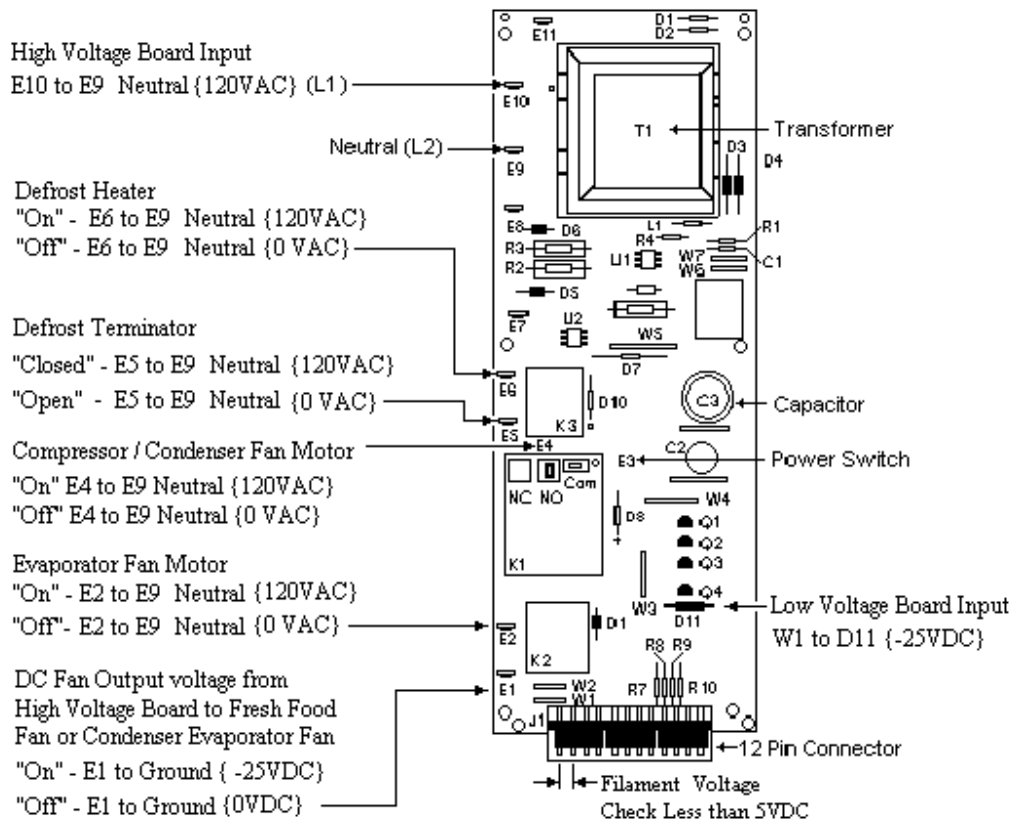 High Voltage Board Input
E10 to E9 Neutral {120VAC} (L1)
Neutral (L2)
Defrost Heater
"On" - E6 to E9 Neutral {120VAC}
"Off" - E6 to E9 Neutral {0 VAC}
Defrost Terminator
"Closed" - E5 to E9 Neutral {120VAC}
"Open" - E5 to E9 Neutral {0 VAC}
Compressor / Condenser Fan Motor
"On" E4 to E9 Neutral {120VAC}
"Off" E4 to E9 Neutral {0 VAC}
Evaporator Fan Motor
"On" - E2 to E9 Neutral {120VAC}
"Off"- E2 to E9 Neutral {0 VAC}
DC Fan Output voltage from
High Voltage Board to Fresh Food
Fan or Condenser Evaporator Fan
"On" - E1 to Ground { -25VDC}
"Off" - E1 to Ground {0VDC}
E11
D1
D2
E10
T1
E9
D3
D4
E8
D6
L1
R1
R4
R3
U1
W7
W6
C1
R2
D5
E7
U2
W5
D7
E6
K3
D10
C3
E5
E4
C2
E3
NC NO Com
W4
D8
+
K1
Q1
Q2
Q3
Q4
W3
D11
E2
K2
D1
R8 R9
E1
W2
W1
R7
R10
J1
Transformer
Capacitor
Power Switch
Low Voltage Board Input
W1 to D11 {-25VDC}
12 Pin Connector
Filament Voltage
Check Less than 5VDC